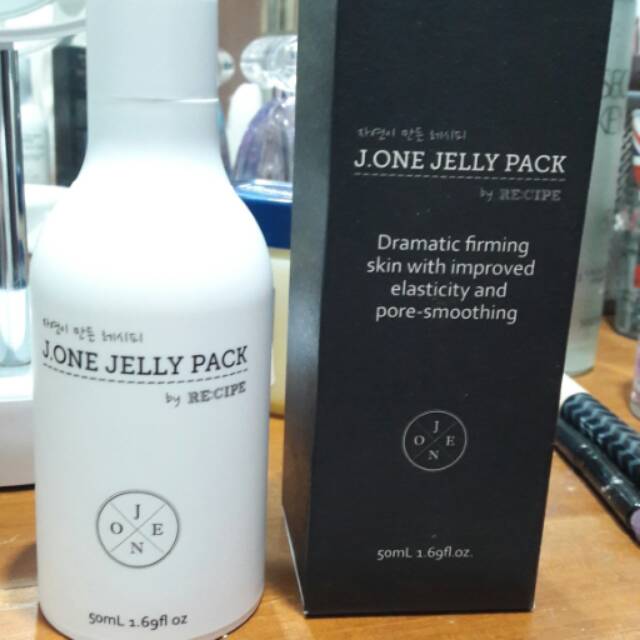 자연이 만든 레시피
J.ONE JELLY PACK
by RE:CIPE
J
O E
N
50mL 1.69fl oz
자연이 만든 레시피
J.ONE JELLY PACK
by RE:CIPE
Dramatic firming
skin with improved
elasticity and
pore-smoothing
J
O E
N
50mL 1.69fl.oz.